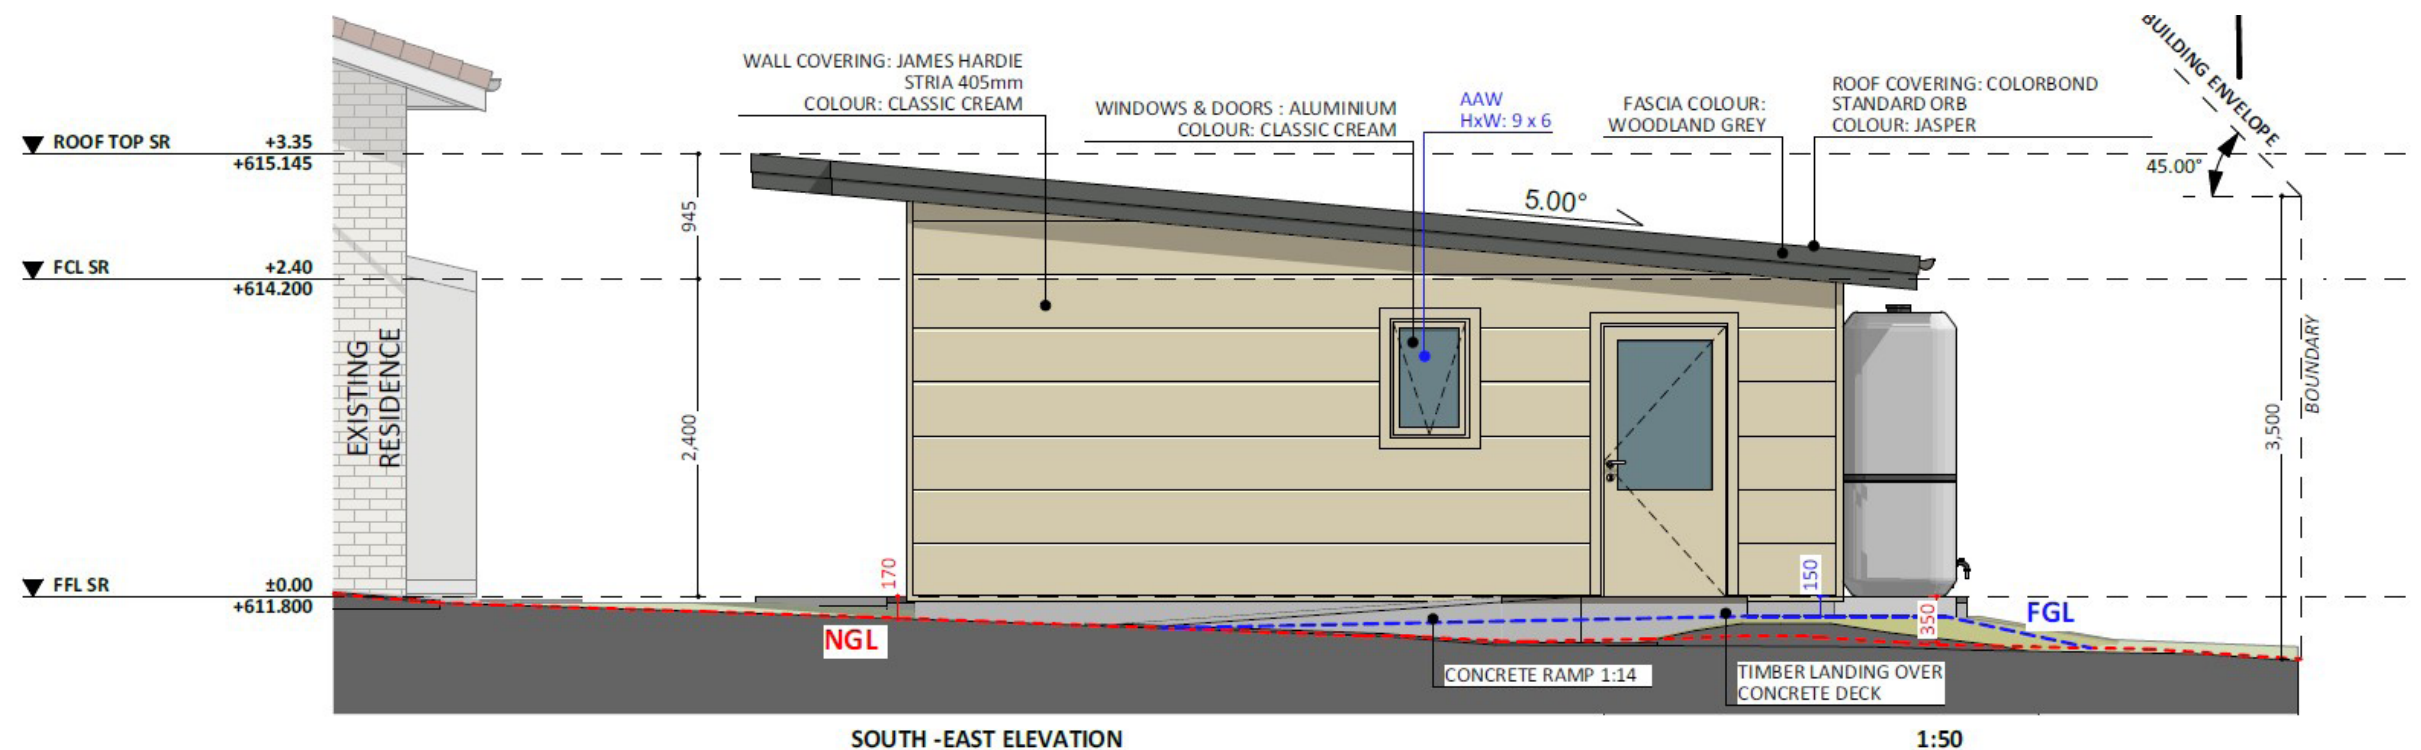 BUILDING ENVELOPE
WALL COVERING: JAMES HARDIE
STRIA 405mm
COLOUR: CLASSIC CREAM
WINDOWS & DOORS : ALUMINIUM
COLOUR: CLASSIC CREAM
AAW
HxW: 9 x 6
FASCIA COLOUR:
WOODLAND GREY
ROOF COVERING: COLORBOND
STANDARD ORB
COLOUR: JASPER
ROOF TOP SR +3.35
+615.145
45.00°
945
5.00°
FCL SR +2.40
+614.200
EXISTING
RESIDENCE
BOUNDARY
2,400
3,500
170
150
FFL SR ±0.00
+611.800
350
FGL
NGL
CONCRETE RAMP 1:14
TIMBER LANDING OVER
CONCRETE DECK
SOUTH -EAST ELEVATION 1:50